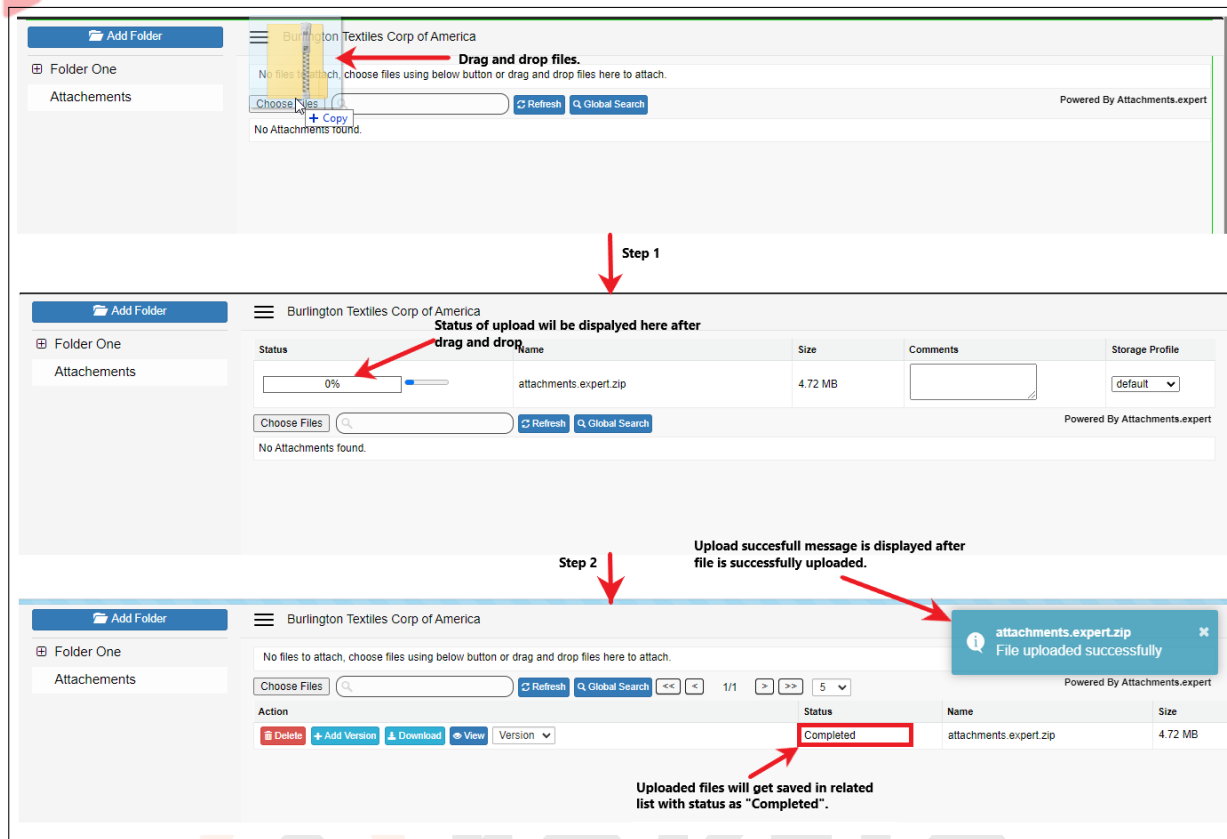 Add Folder
Burlington Textiles Corp of America
Drag and drop files.
Folder One
No files to attach, choose files using below button or drag and drop files here to attach.
Attachements
Choose Files
Refresh
Global Search
Powered By Attachments.expert
+ Copy
No Attachments found.
Step 1
Add Folder
Burlington Textiles Corp of America
Status of upload wil be dispalyed here after
drag and drop
Folder One
Status
Name
Size
Comments
Storage Profile
Attachements
0%
attachments.expert.zip
4.72 MB
default
Choose Files
Refresh
Global Search
Powered By Attachments.expert
No Attachments found.
Upload succesfull message is displayed after
file is successfully uploaded.
Step 2
Add Folder
Burlington Textiles Corp of America
attachments.expert.zip
File uploaded successfully
Folder One
No files to attach, choose files using below button or drag and drop files here to attach.
Attachements
Choose Files
Refresh
Global Search
<<
<
1/1
>
>>
5
Powered By Attachments.expert
Action
Status
Name
Size
Delete
+ Add Version
Download
View
Version
Completed
attachments.expert.zip
4.72 MB
Uploaded files will get saved in related
list with status as "Completed".